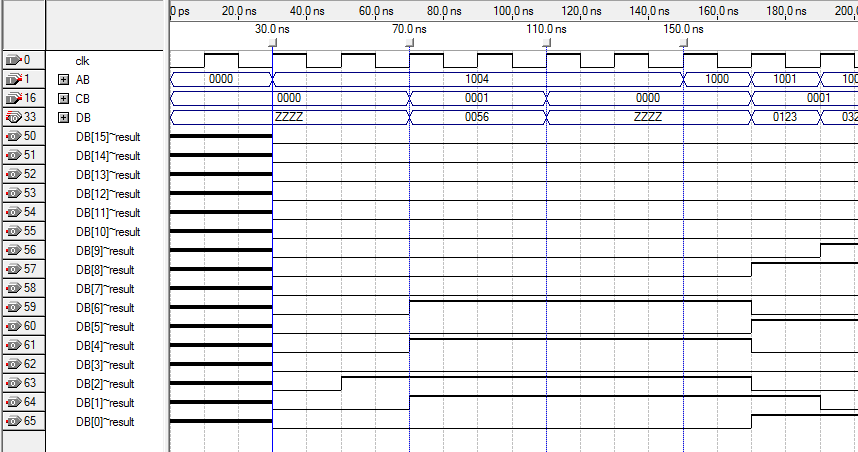 0 ps 20.0 ns 40.0 ns 60.0 ns 80.0 ns 100.0 ns 120.0 ns 140.0 ns 160.0 ns 180.0 ns 200.0
30.0 ns 70.0 ns 110.0 ns 150.0 ns
0 clk
1 AB 0000 1004 1000 1001 100
16 CB 0000 0001 0000 0001
33 DB ZZZZ 0056 ZZZZ 0123 032
50 DB[15]~result
51 DB[14]~result
52 DB[13]~result
53 DB[12]~result
54 DB[11]~result
55 DB[10]~result
56 DB[9]~result
57 DB[8]~result
58 DB[7]~result
59 DB[6]~result
60 DB[5]~result
61 DB[4]~result
62 DB[3]~result
63 DB[2]~result
64 DB[1]~result
65 DB[0]~result